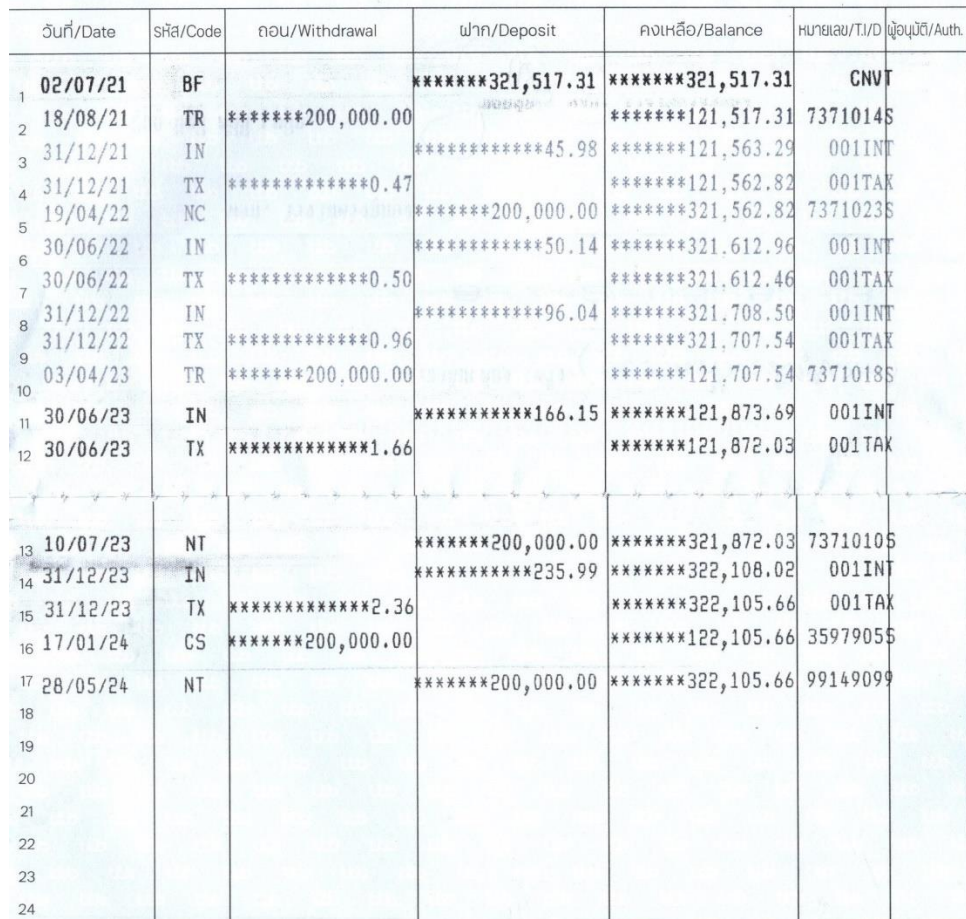 วันที่/Date รหัส/Code ถอน/Withdrawal ฝาก/Deposit คงเหลือ/Balance หมายเลข/T.I/D ผู้อนุมัติ/Auth.
1 02/07/21 BF *******321,517.31 *******321,517.31 CNVT
2 18/08/21 TR *******200,000.00 *******121,517.31 7371014S
3 31/12/21 IN ************45.98 *******121,563.29 001INT
4 31/12/21 TX *************0.47 *******121,562.82 001TAX
5 19/04/22 NC *******200,000.00 *******321,562.82 7371023S
6 30/06/22 IN ************50.14 *******321,612.96 001INT
7 30/06/22 TX *************0.50 *******321,612.46 001TAX
8 31/12/22 IN ************96.04 *******321,708.50 001INT
9 31/12/22 TX *************0.96 *******321,707.54 001TAX
10 03/04/23 TR *******200,000.00 *******121,707.54 7371018S
11 30/06/23 IN ***********166.15 *******121,873.69 001INT
12 30/06/23 TX *************1.66 *******121,872.03 001TAX
13 10/07/23 NT *******200,000.00 *******321,872.03 7371010S
14 31/12/23 IN ***********235.99 *******322,108.02 001INT
15 31/12/23 TX *************2.36 *******322,105.66 001TAX
16 17/01/24 CS *******200,000.00 *******122,105.66 3597905S
17 28/05/24 NT *******200,000.00 *******322,105.66 99149099
18
19
20
21
22
23
24